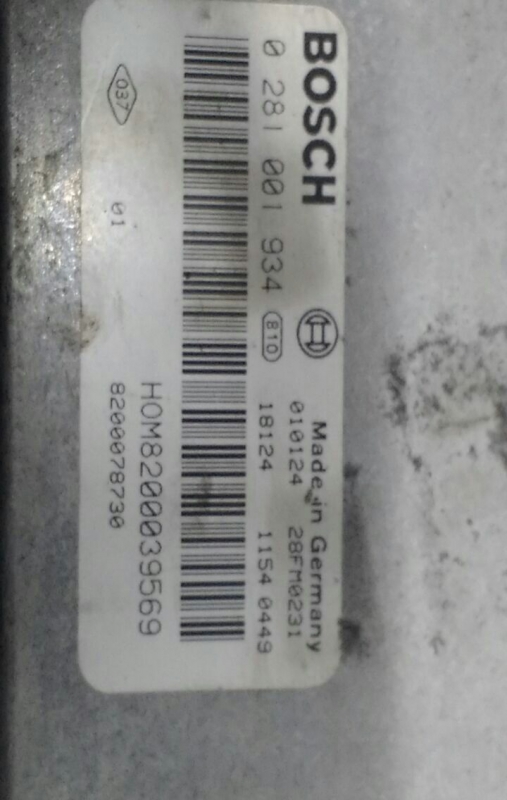 BOSCH
Made in Germany
010124 28FM0231
0 281 001 934 810 18124 1154 0449
HOM8200039569
037 01 8200078730